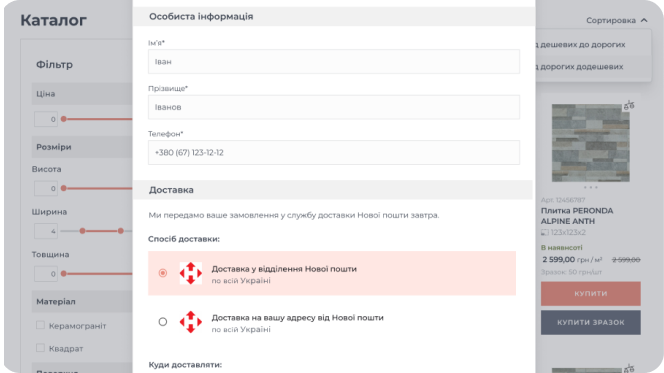 Каталог
Сортировка
д дешевих до дорогих
д дорогих додешевих
Фільтр
Ціна
0
Розміри
Висота
0
Ширина
4
Товщина
0
Матеріал
Керамограніт
Квадрат
Особиста інформація
Ім'я*
Іван
Прізвище*
Іванов
Телефон*
+380 (67) 123-12-12
Доставка
Ми передамо ваше замовлення у службу доставки Нової пошти завтра.
Спосіб доставки:
Доставка у відділення Нової пошти
по всій Україні
Доставка на вашу адресу від Нової пошти
по всій Україні
Куди доставляти:
Арт. 12456787
Плитка PERONDA
ALPINE ANTH
123x123x2
В наявності
2 599,00 грн / м² 2 599,00
Зразок: 50 грн/шт
КУПИТИ
КУПИТИ ЗРАЗОК